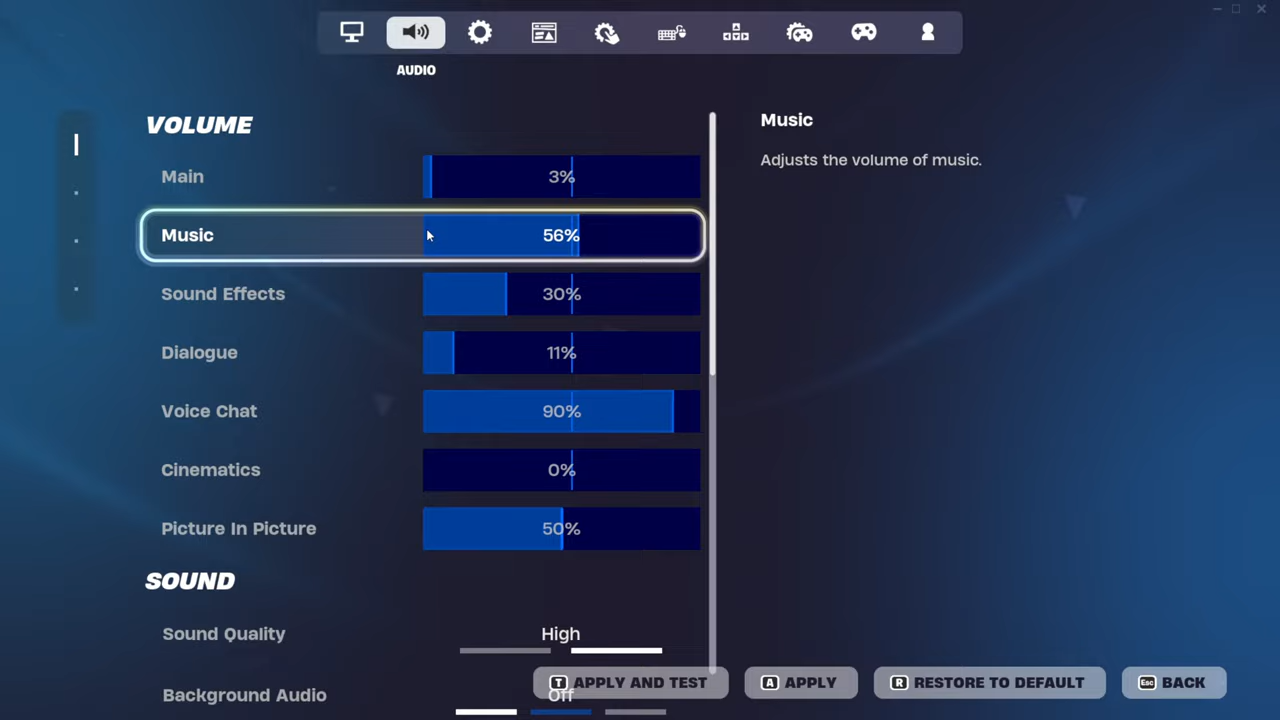 AUDIO
VOLUME
Music
Adjusts the volume of music.
Main 3%
Music 56%
Sound Effects 30%
Dialogue 11%
Voice Chat 90%
Cinematics 0%
Picture In Picture 50%
SOUND
Sound Quality High
Background Audio Off
T APPLY AND TEST
A APPLY
R RESTORE TO DEFAULT
Esc BACK